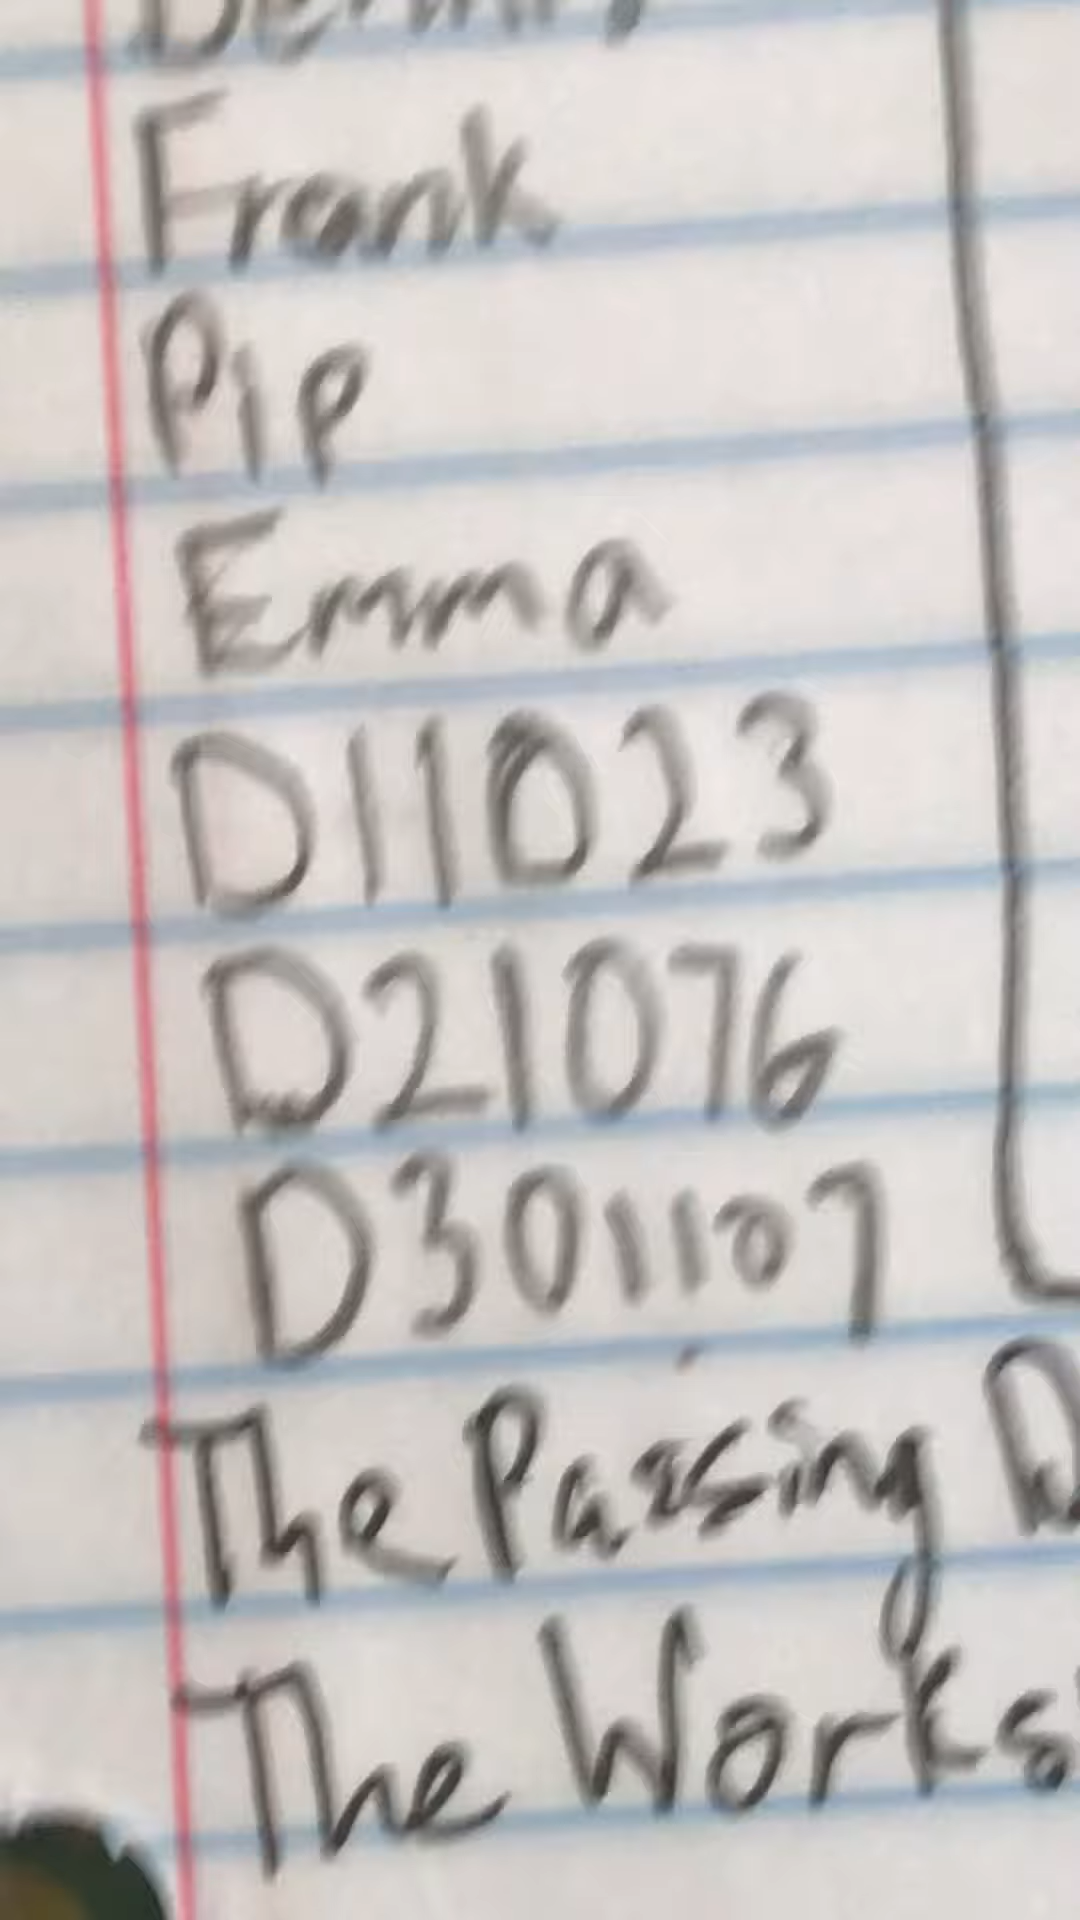 Frank
Pip
Emma
D11023
D21076
D301107
The Passing
The Works